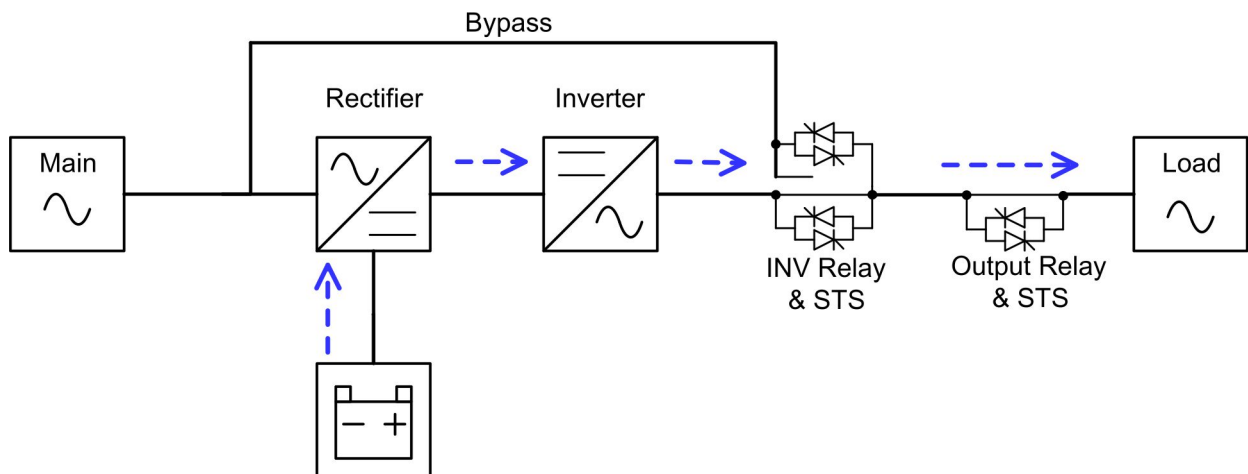 Bypass
Rectifier
Inverter
Main
Load
INV Relay
& STS
Output Relay
& STS
− +